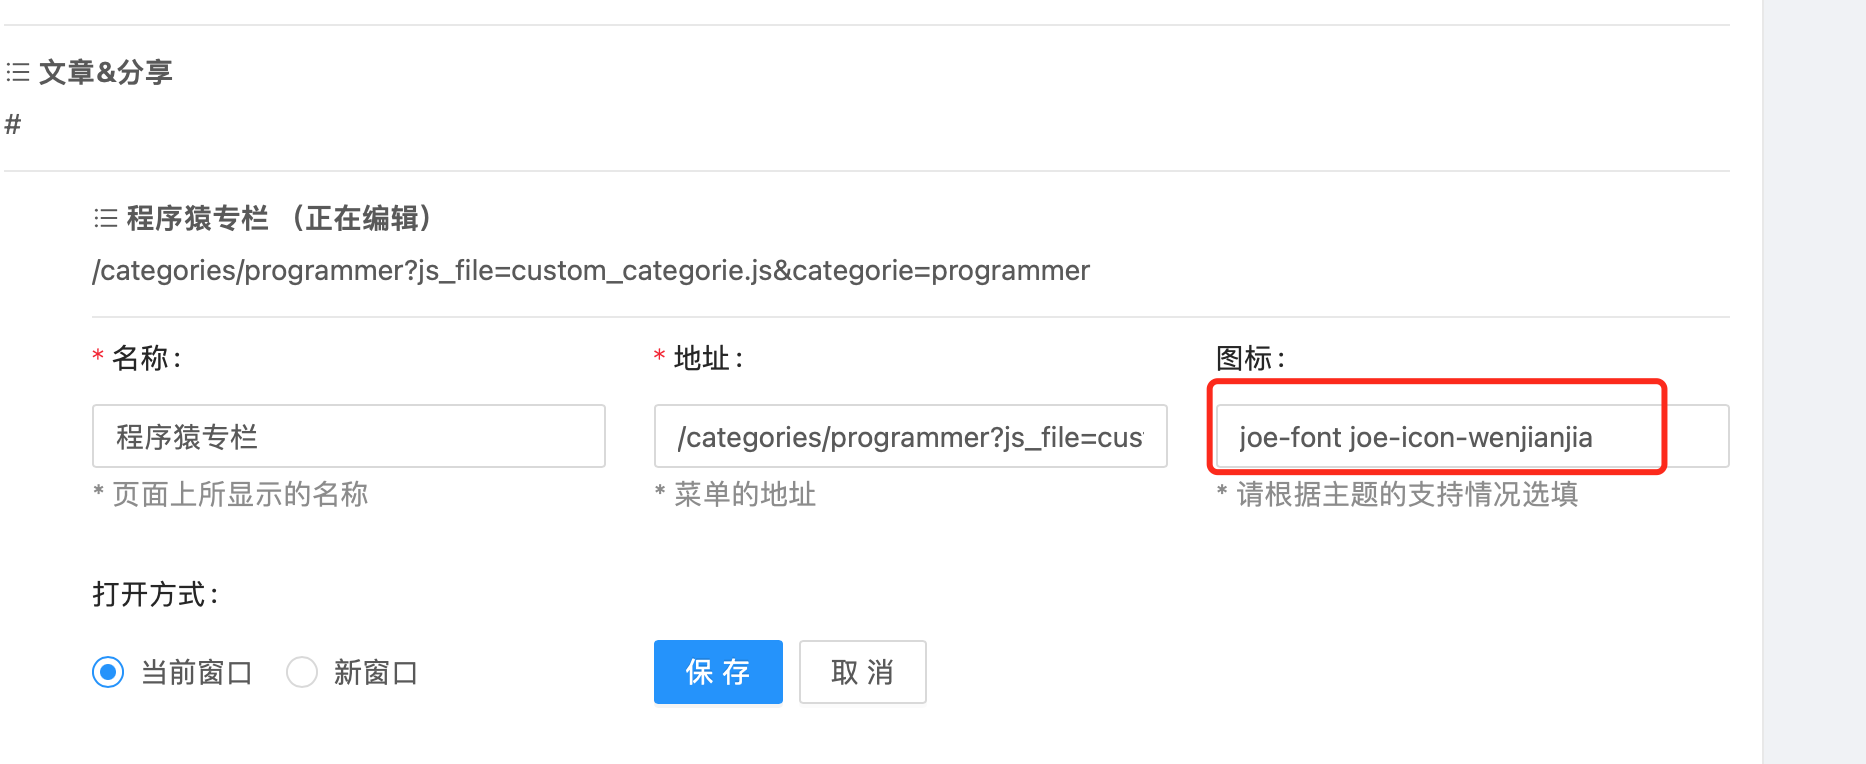 文章&分享
#
程序猿专栏 （正在编辑）
/categories/programmer?js_file=custom_categorie.js&categorie=programmer
* 名称：
* 地址：
图标：
程序猿专栏
/categories/programmer?js_file=cus
joe-font joe-icon-wenjianjia
* 页面上所显示的名称
* 菜单的地址
* 请根据主题的支持情况选填
打开方式：
当前窗口
新窗口
保 存
取 消